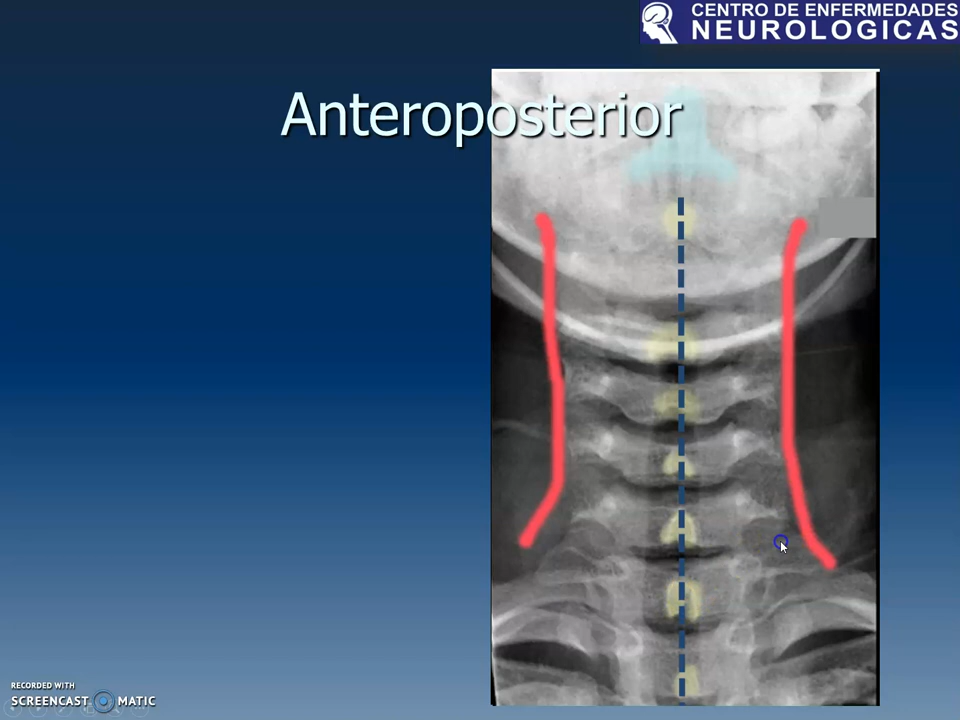 CENTRO DE ENFERMEDADES
NEUROLOGICAS
Anteroposterior
RECORDED WITH
SCREENCAST MATIC